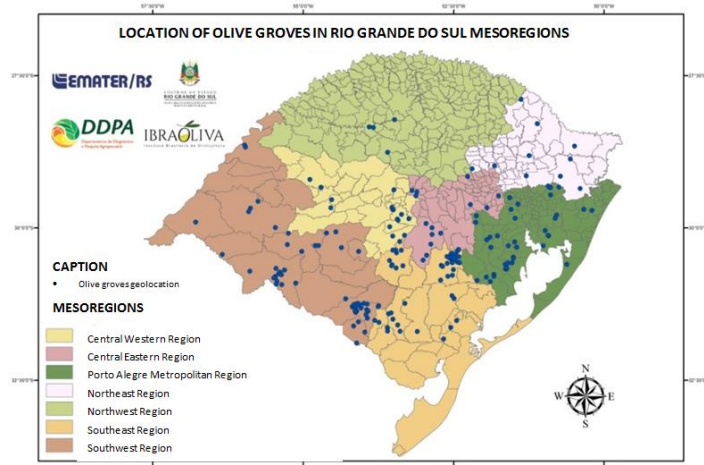 LOCATION OF OLIVE GROVES IN RIO GRANDE DO SUL MESOREGIONS
EMATER/RS
RIO GRANDE DO SUL
DDPA
IBRAOLIVA
CAPTION
Olive groves geolocation
MESOREGIONS
Central Western Region
Central Eastern Region
Porto Alegre Metropolitan Region
Northeast Region
Northwest Region
Southeast Region
Southwest Region
N
W E
S